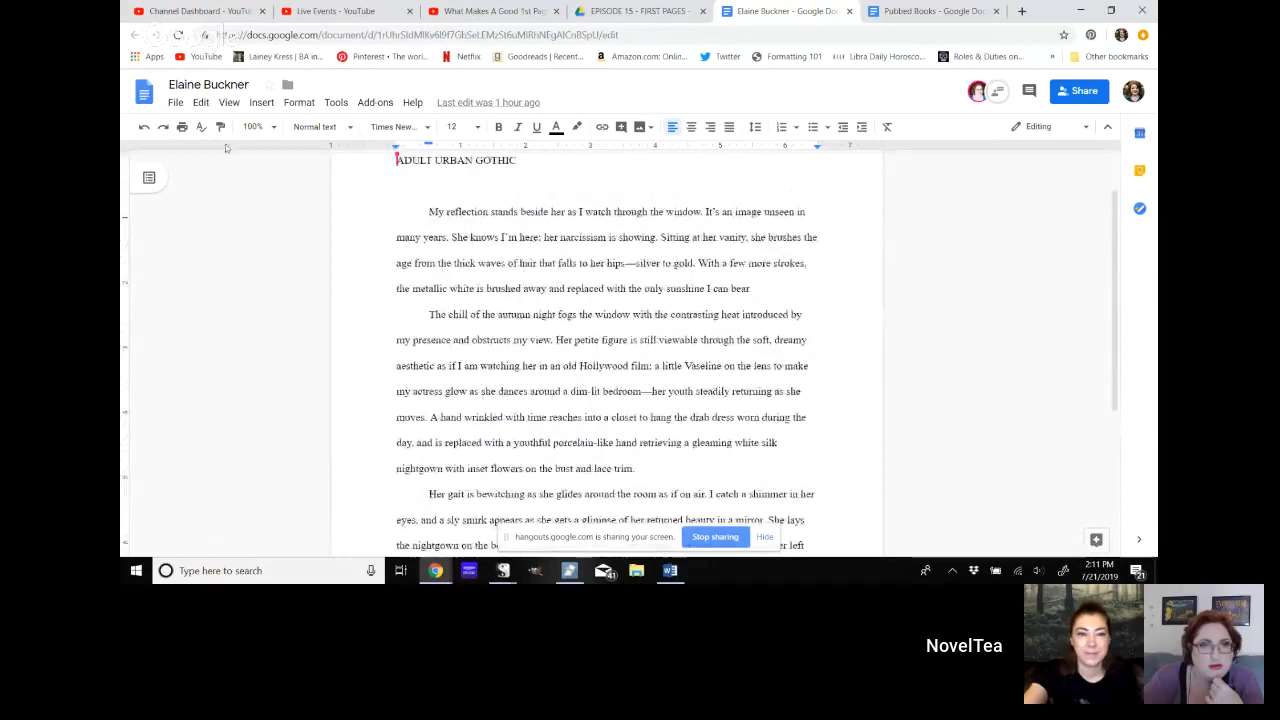 Channel Dashboard - YouTu
Live Events - YouTube
What Makes A Good 1st Pag
EPISODE 15 - FIRST PAGES -
Elaine Buckner - Google Doc
Pubbed Books - Google Doc
Apps
YouTube
Lainey Kress (@Lain
Pinterest • The worl
Netflix
Goodreads | Recent
Amazon.com: Onlin
Formatting 101
Libra Daily Horosco
Roles & Duties on
»
Other bookmarks
Elaine Buckner
File Edit View Insert Format Tools Add-ons Help Last edit was 1 hour ago
Share
100% Normal text Times New... 12 B I U A Editing
ADULT URBAN GOTHIC
My reflection stands beside her as I watch through the window. It's an image unseen in
many years. She knows I'm here; her narcissism is showing. Sitting at her vanity, she brushes the
age from the thick waves of hair that falls to her hips—silver to gold. With a few more strokes,
the metallic white is brushed away and replaced with the only sunshine I can bear.
The chill of the autumn night fogs the window with the contrasting heat introduced by
my presence and obstructs my view. Her petite figure is still viewable through the soft, dreamy
aesthetic as if I am watching her in an old Hollywood film; a little Vaseline on the lens to make
my actress glow as she dances around a dim-lit bedroom—her youth steadily returning as she
moves. A hand wrinkled with time reaches into a closet to hang the drab dress worn during the
day, and is replaced with a youthful porcelain-like hand retrieving a gleaming white silk
nightgown with inset flowers on the bust and lace trim.
Her gait is bewitching as she glides around the room as if on air. I catch a shimmer in her
eyes, and a sly smirk appears as she gets a glimpse of her returned beauty in a mirror. She lays
the nightgown on the
left
hangouts.google.com is sharing your screen. Stop sharing Hide
Type here to search
41
2:11 PM
7/21/2019
21
NovelTea